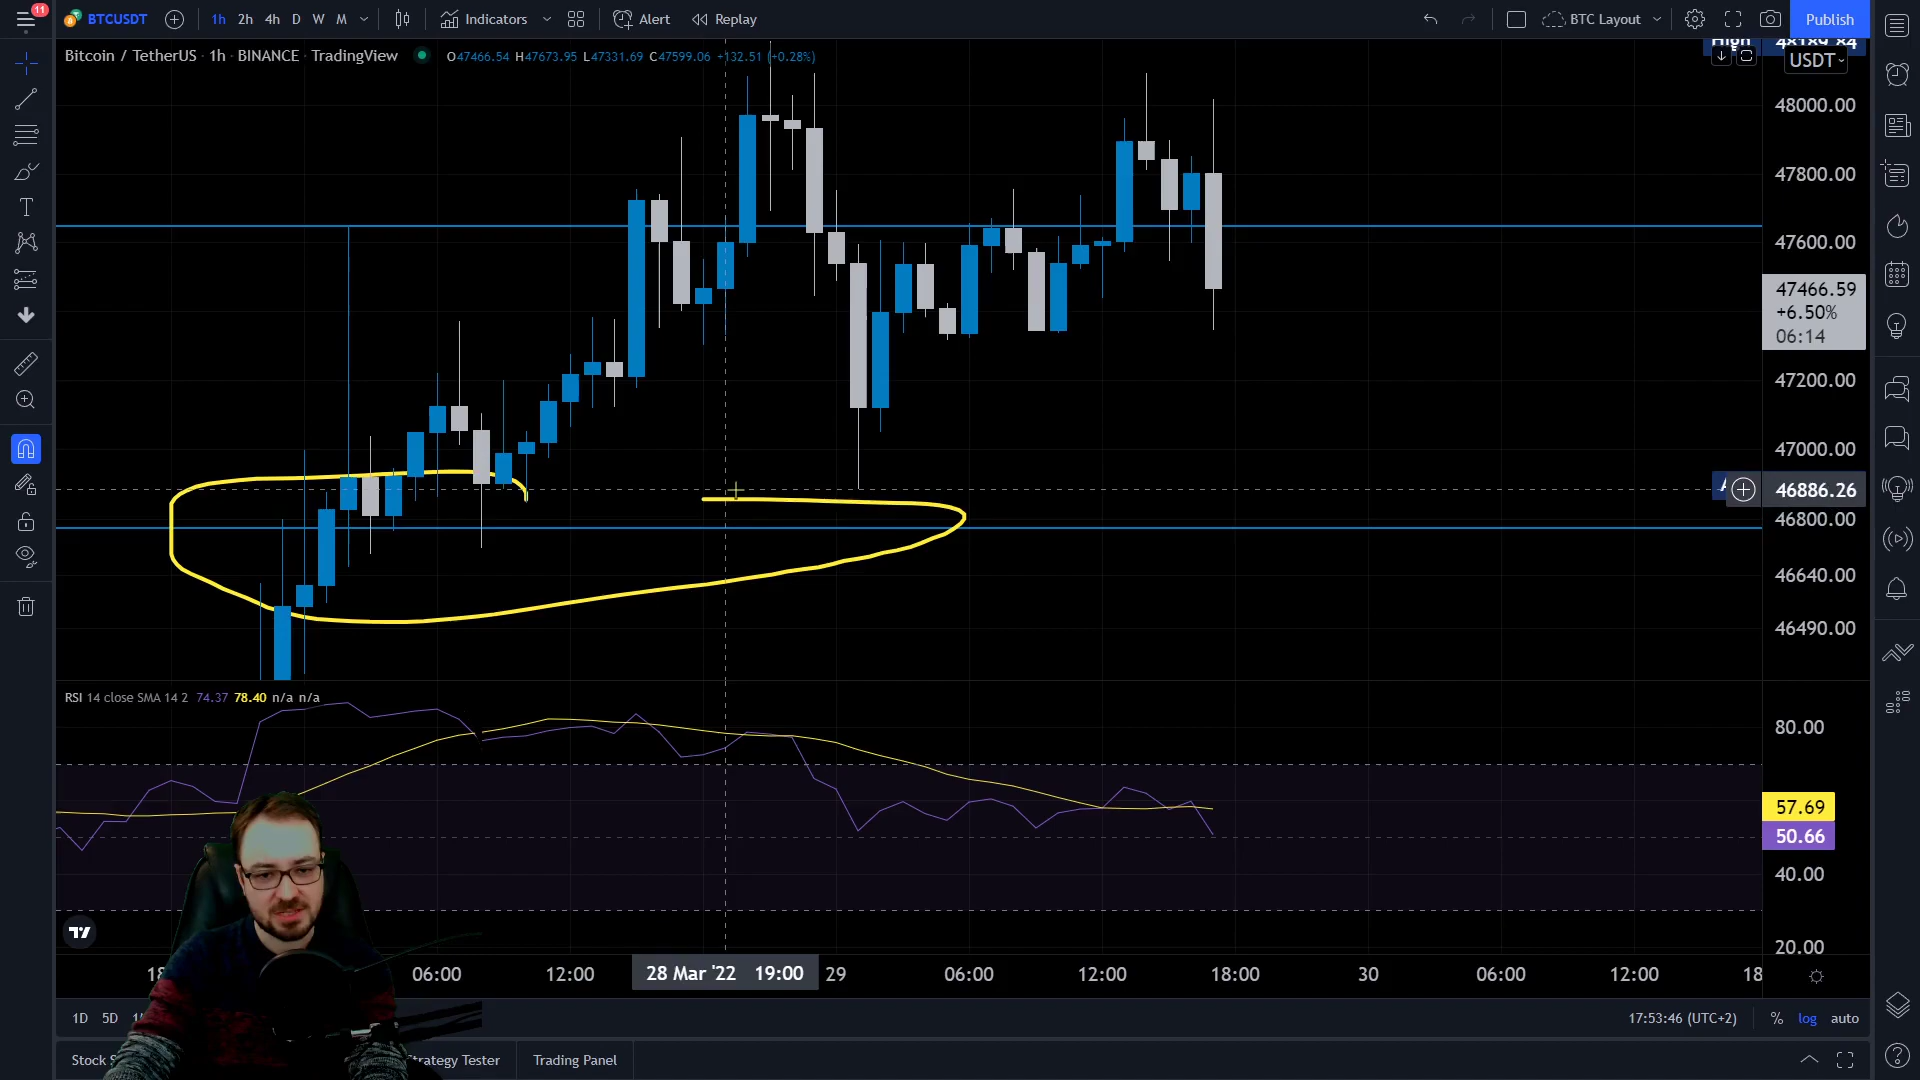 11
BTCUSDT
1h 2h 4h D W M
Indicators
Alert
Replay
BTC Layout
Publish
Bitcoin / TetherUS · 1h · BINANCE · TradingView
O47466.54 H47673.95 L47331.69 C47599.06 +132.51 (+0.28%)
High 48189.84
USDT
48000.00
47800.00
47600.00
47466.59
+6.50%
06:14
47200.00
47000.00
46886.26
46800.00
46640.00
46490.00
RSI 14 close SMA 14 2 74.37 78.40 n/a n/a
80.00
57.69
50.66
40.00
20.00
18 06:00 12:00 28 Mar '22 19:00 29 06:00 12:00 18:00 30 06:00 12:00 18
1D 5D
17:53:46 (UTC+2) % log auto
Stock Strategy Tester Trading Panel